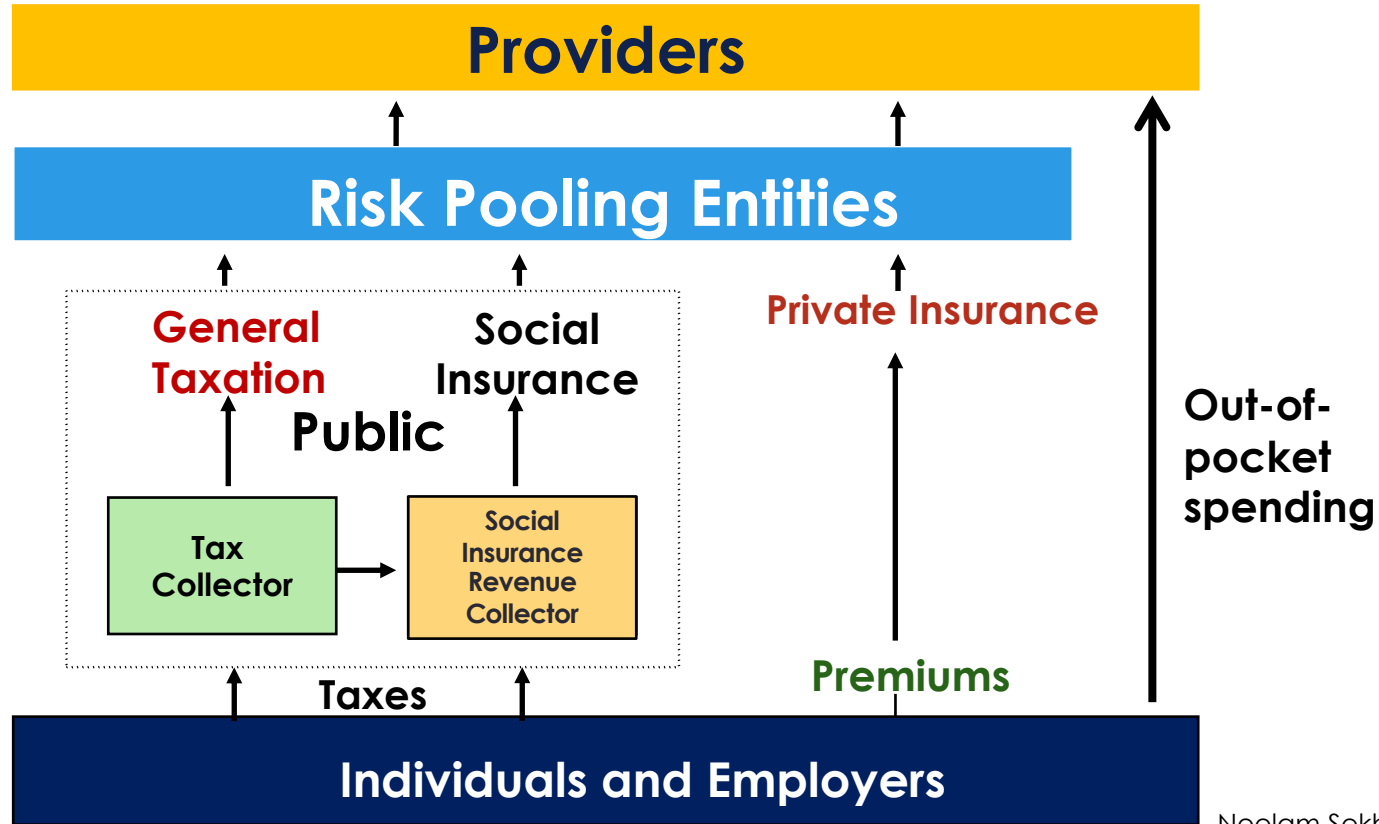 Providers
Risk Pooling Entities
General
Taxation
Social
Insurance
Private Insurance
Public
Out-of-
pocket
spending
Tax
Collector
Social
Insurance
Revenue
Collector
Taxes
Premiums
Individuals and Employers